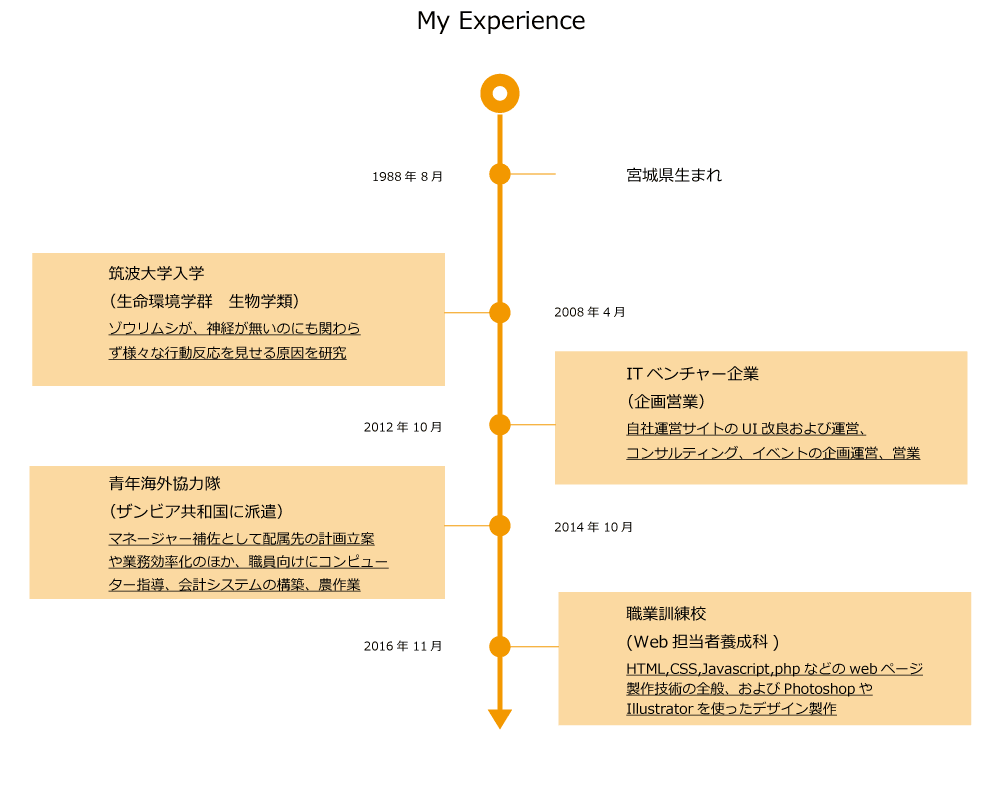 My Experience
1988 年 8 月
宮城県生まれ
筑波大学入学
（生命環境学群　生物学類）
ゾウリムシが、神経が無いのにも関わら
ず様々な行動反応を見せる原因を研究
2008 年 4 月
IT ベンチャー企業
（企画営業）
自社運営サイトの UI 改良および運営、
コンサルティング、イベントの企画運営、営業
2012 年 10 月
青年海外協力隊
（ザンビア共和国に派遣）
マネージャー補佐として配属先の計画立案
や業務効率化のほか、職員向けにコンピュー
ター指導、会計システムの構築、農作業
2014 年 10 月
職業訓練校
(Web 担当者養成科 )
HTML,CSS,Javascript,php などの web ページ
製作技術の全般、および Photoshop や
Illustrator を使ったデザイン製作
2016 年 11 月